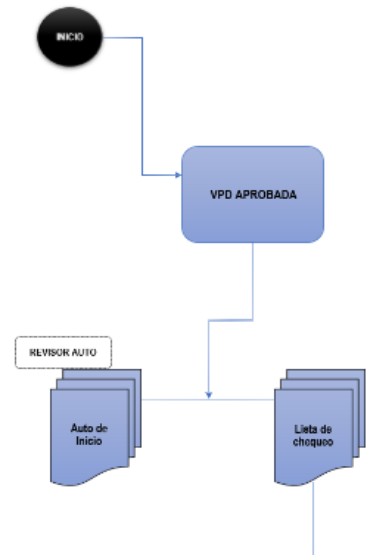 INICIO
VPD APROBADA
REVISOR AUTO
Auto de
Inicio
Lista de
chequeo